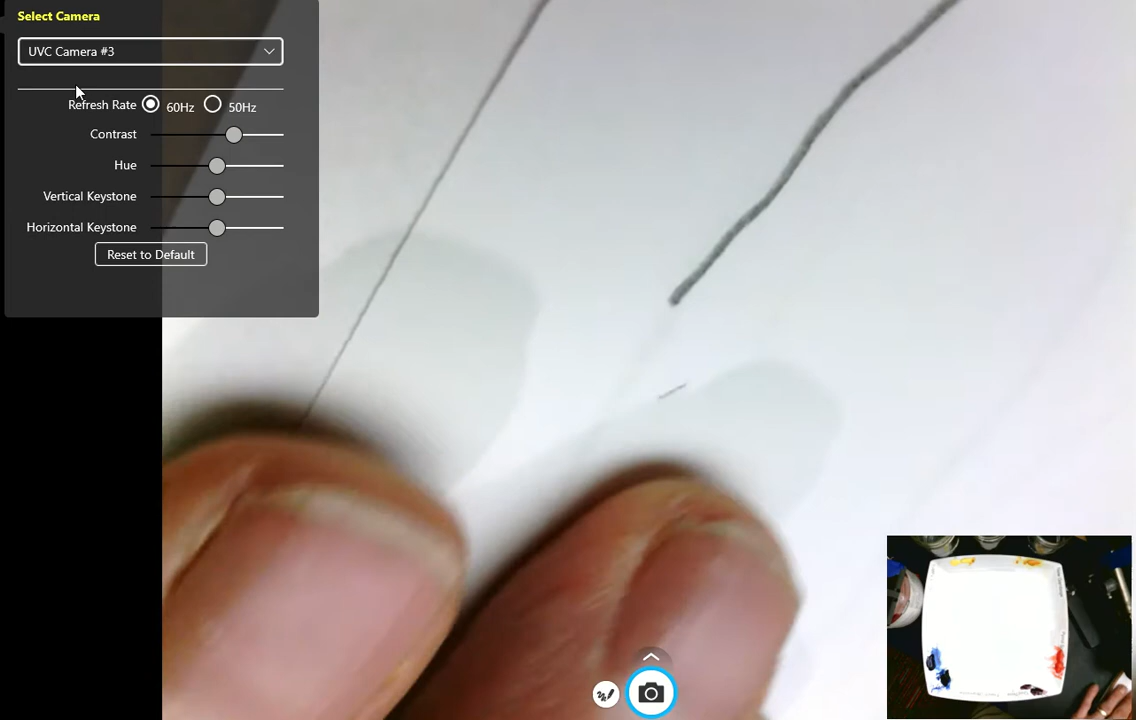 Select Camera
UVC Camera #3
Refresh Rate 60Hz 50Hz
Contrast
Hue
Vertical Keystone
Horizontal Keystone
Reset to Default